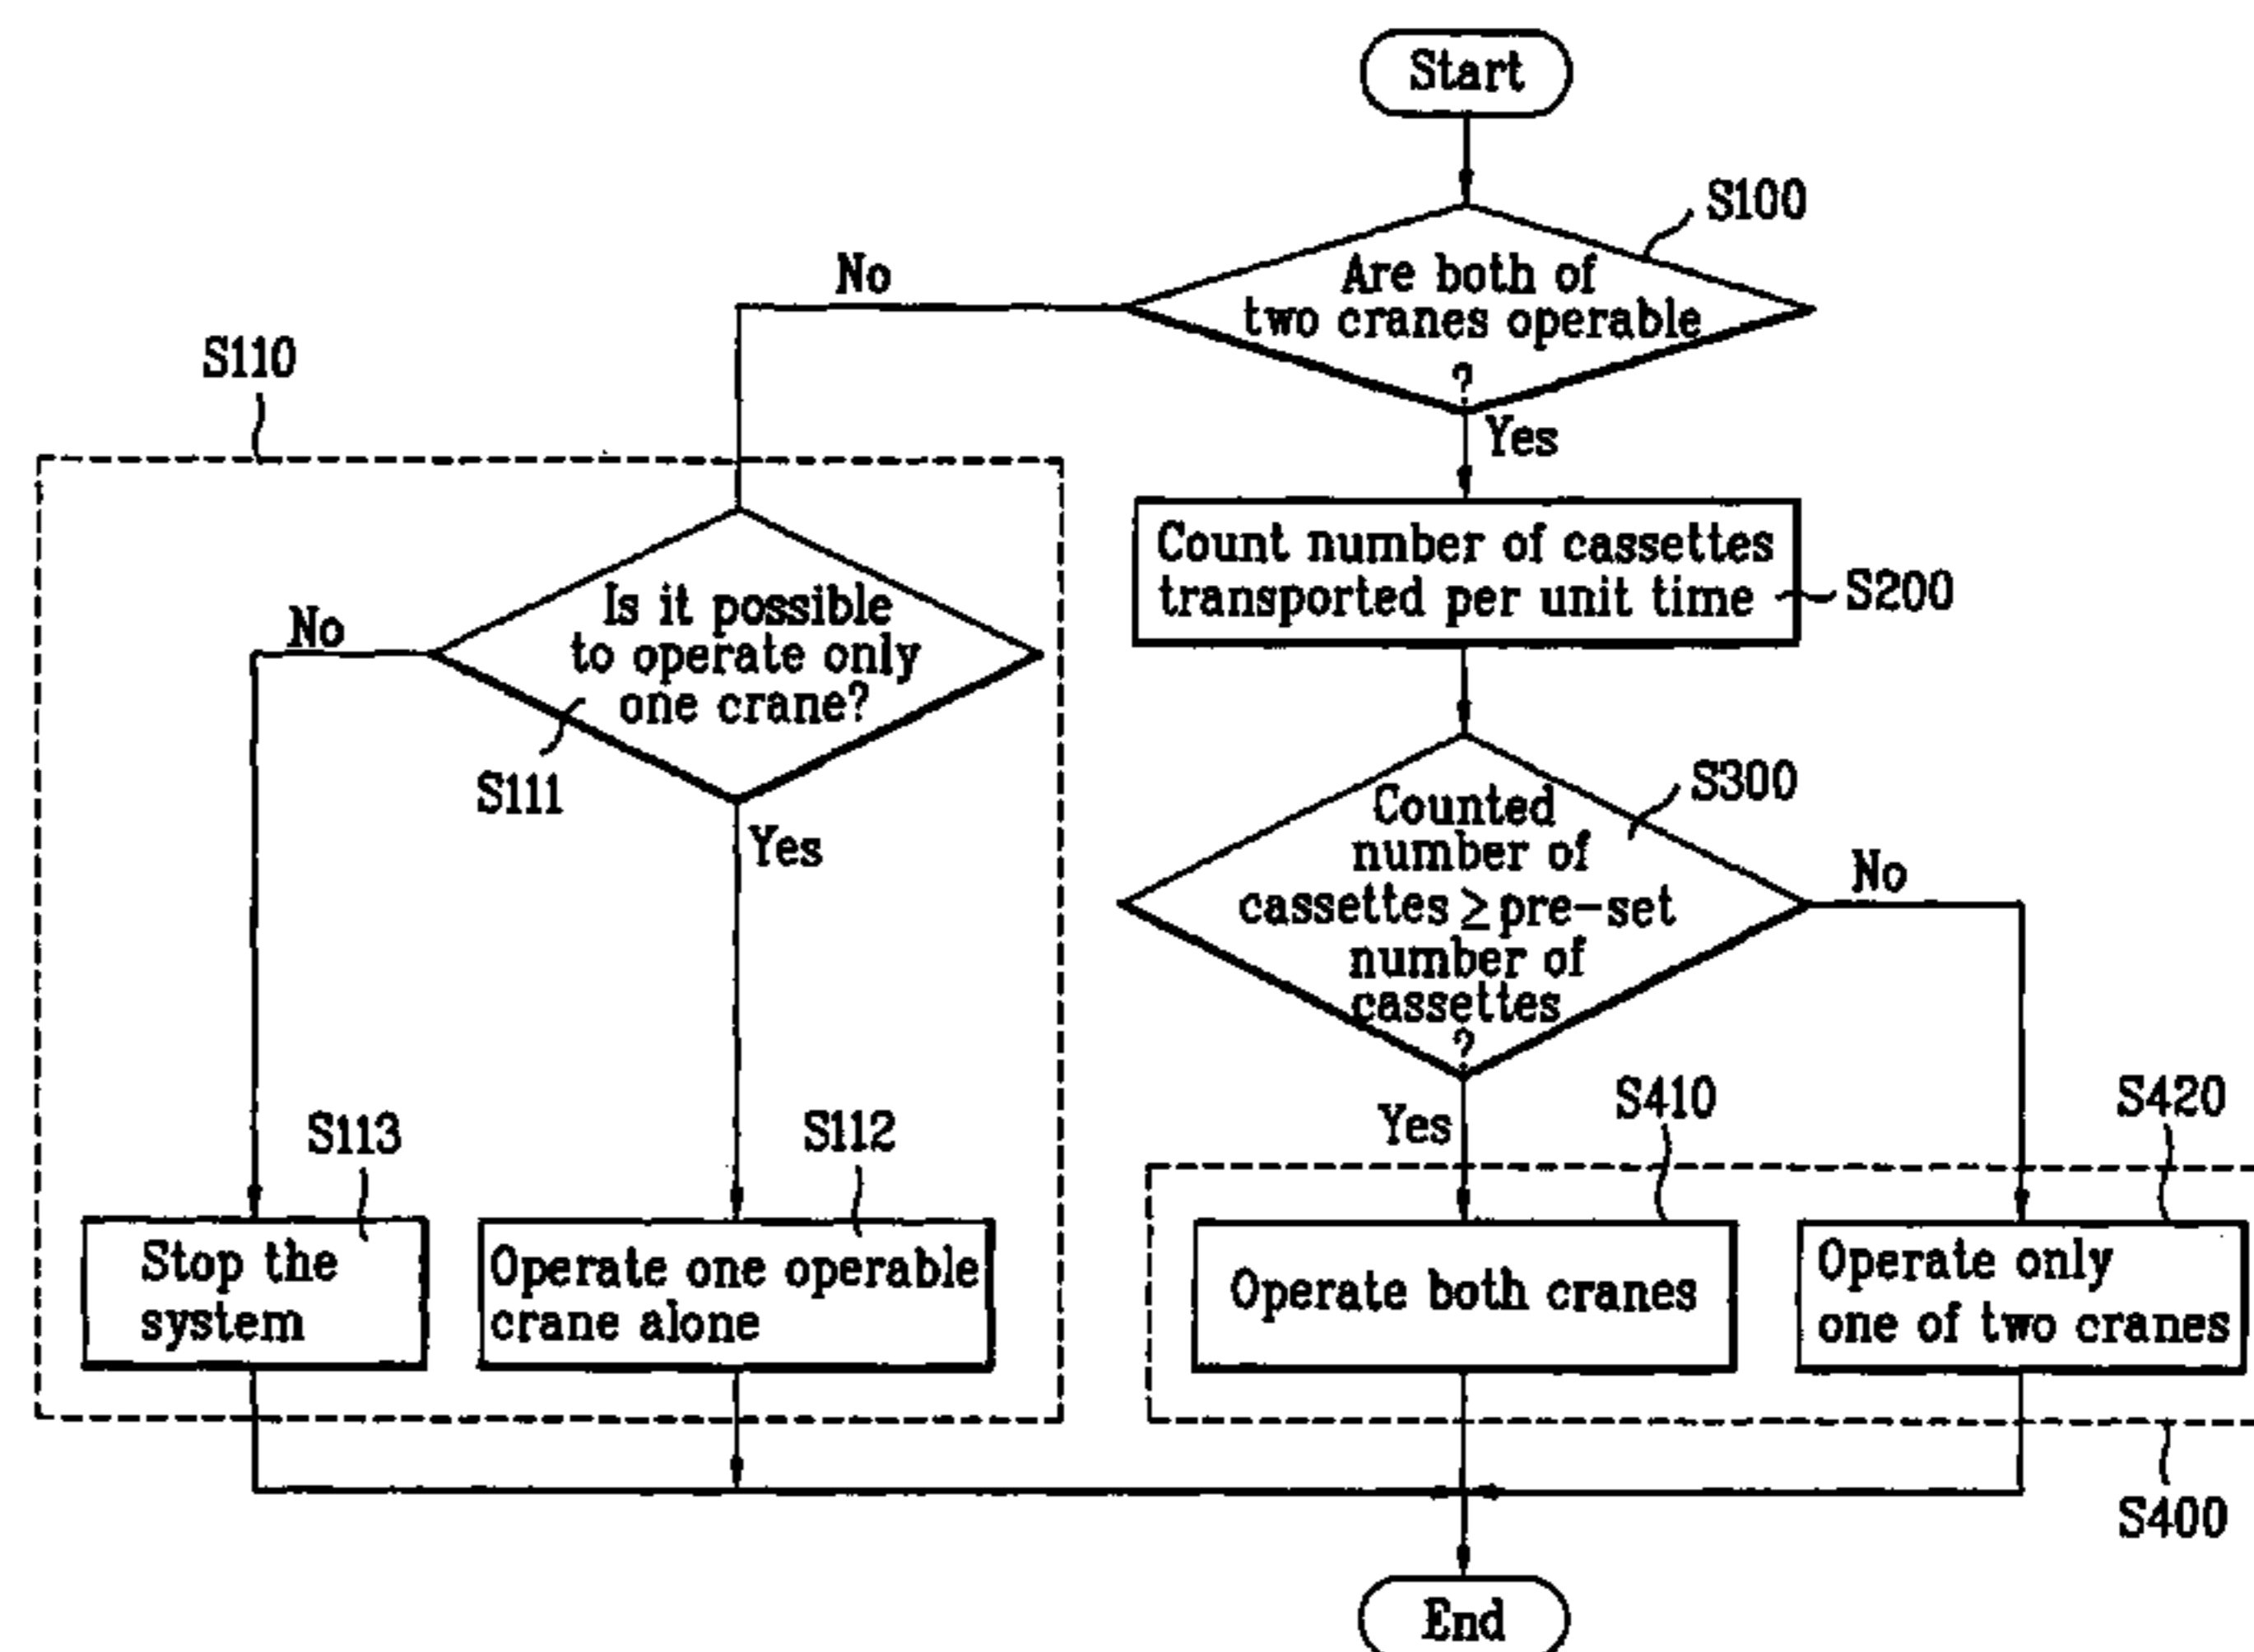 Start
S100
Are both of
two cranes operable
?
No
Yes
S110
Count number of cassettes
transported per unit time
S200
Is it possible
to operate only
one crane?
S111
No
Yes
S300
Counted
number of
cassettes ≥ pre-set
number of
cassettes
?
No
Yes
S113
S112
S410
S420
Stop the
system
Operate one operable
crane alone
Operate both cranes
Operate only
one of two cranes
S400
End